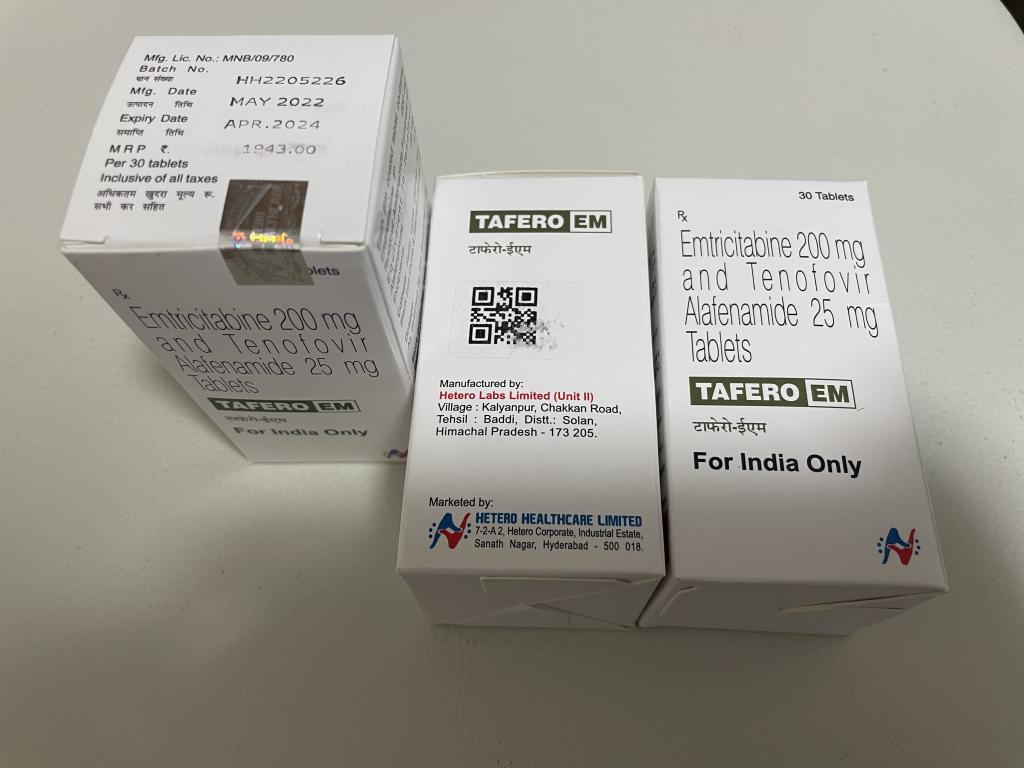 Mfg. Lic. No.: MNB/09/780
Batch No.
HH2205226
थान संख्या
Mfg. Date
MAY 2022
उत्पादन तिथि
Expiry Date
APR.2024
समाप्ति तिथि
MRP ₹.
1943.00
Per 30 tablets
Inclusive of all taxes
अधिकतम खुदरा मूल्य रू.
सभी कर सहित
blets
Rx
Emtricitabine 200 mg
and Tenofovir
Alafenamide 25 mg
Tablets
TAFERO EM
टाफेरो-ईएम
For India Only
TAFERO EM
टाफेरो-ईएम
Manufactured by:
Hetero Labs Limited (Unit II)
Village : Kalyanpur, Chakkan Road,
Tehsil : Baddi, Distt.: Solan,
Himachal Pradesh - 173 205.
Marketed by:
HETERO HEALTHCARE LIMITED
7-2-A 2, Hetero Corporate, Industrial Estate,
Sanath Nagar, Hyderabad - 500 018.
30 Tablets
Rx
Emtricitabine 200 mg
and Tenofovir
Alafenamide 25 mg
Tablets
TAFERO EM
टाफेरो-ईएम
For India Only